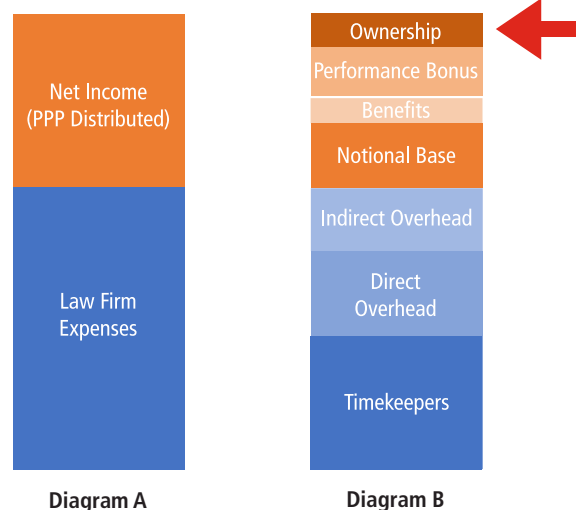 Net Income
(PPP Distributed)
Law Firm
Expenses
Diagram A
Ownership
Performance Bonus
Benefits
Notional Base
Indirect Overhead
Direct
Overhead
Timekeepers
Diagram B